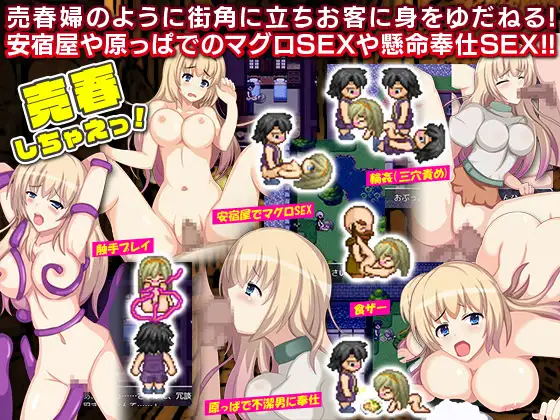 売春婦のように街角に立ちお客に身をゆだねる!
安宿屋や原っぱでのマグロSEXや懸命奉仕SEX!!
売春
しちゃえっ!
輪姦(三穴責め)
安宿屋でマグロSEX
触手プレイ
食ザー
原っぱで不潔男に奉仕